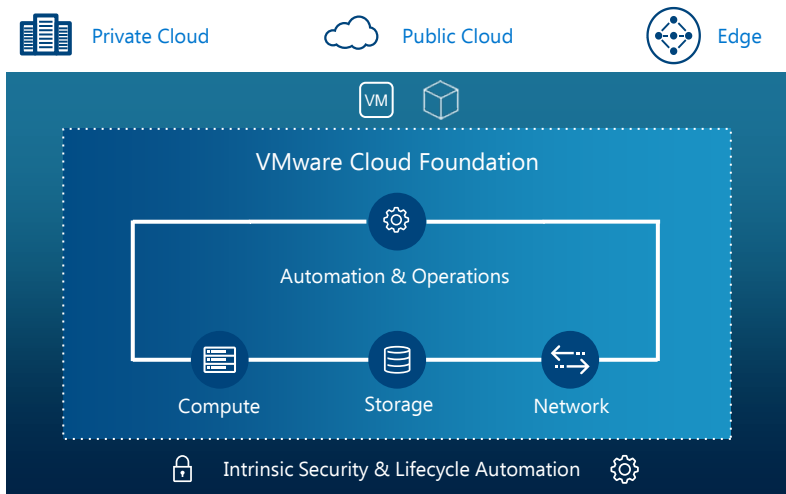 Private Cloud
Public Cloud
Edge
VM
VMware Cloud Foundation
Automation & Operations
Compute
Storage
Network
Intrinsic Security & Lifecycle Automation